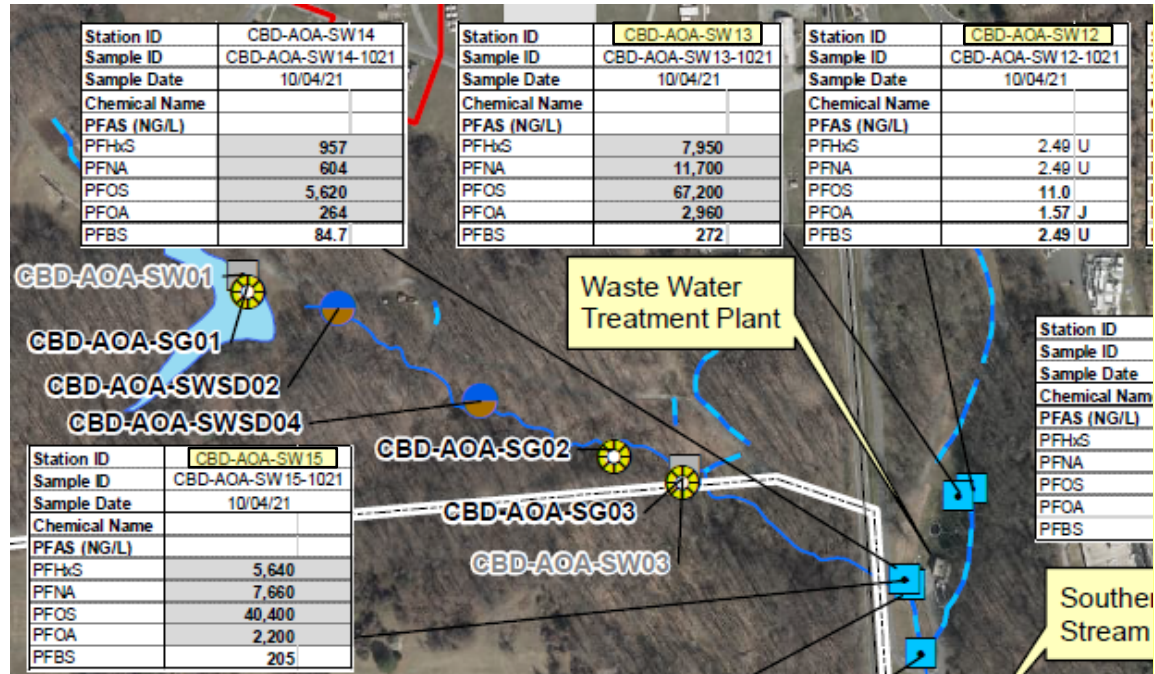 Station ID CBD-AOA-SW14
Sample ID CBD-AOA-SW14-1021
Sample Date 10/04/21
Chemical Name
PFAS (NG/L)
PFHxS 957
PFNA 604
PFOS 5,620
PFOA 264
PFBS 84.7
Station ID CBD-AOA-SW13
Sample ID CBD-AOA-SW13-1021
Sample Date 10/04/21
Chemical Name
PFAS (NG/L)
PFHxS 7,950
PFNA 11,700
PFOS 67,200
PFOA 2,960
PFBS 272
Station ID CBD-AOA-SW12
Sample ID CBD-AOA-SW12-1021
Sample Date 10/04/21
Chemical Name
PFAS (NG/L)
PFHxS 2.49 U
PFNA 2.49 U
PFOS 11.0
PFOA 1.57 J
PFBS 2.49 U
CBD-AOA-SW01
CBD-AOA-SG01
CBD-AOA-SWSD02
CBD-AOA-SWSD04
Waste Water
Treatment Plant
CBD-AOA-SG02
CBD-AOA-SG03
CBD-AOA-SW03
Station ID
Sample ID
Sample Date
Chemical Name
PFAS (NG/L)
PFHxS
PFNA
PFOS
PFOA
PFBS
Station ID CBD-AOA-SW15
Sample ID CBD-AOA-SW15-1021
Sample Date 10/04/21
Chemical Name
PFAS (NG/L)
PFHxS 5,640
PFNA 7,660
PFOS 40,400
PFOA 2,200
PFBS 205
Souther
Stream